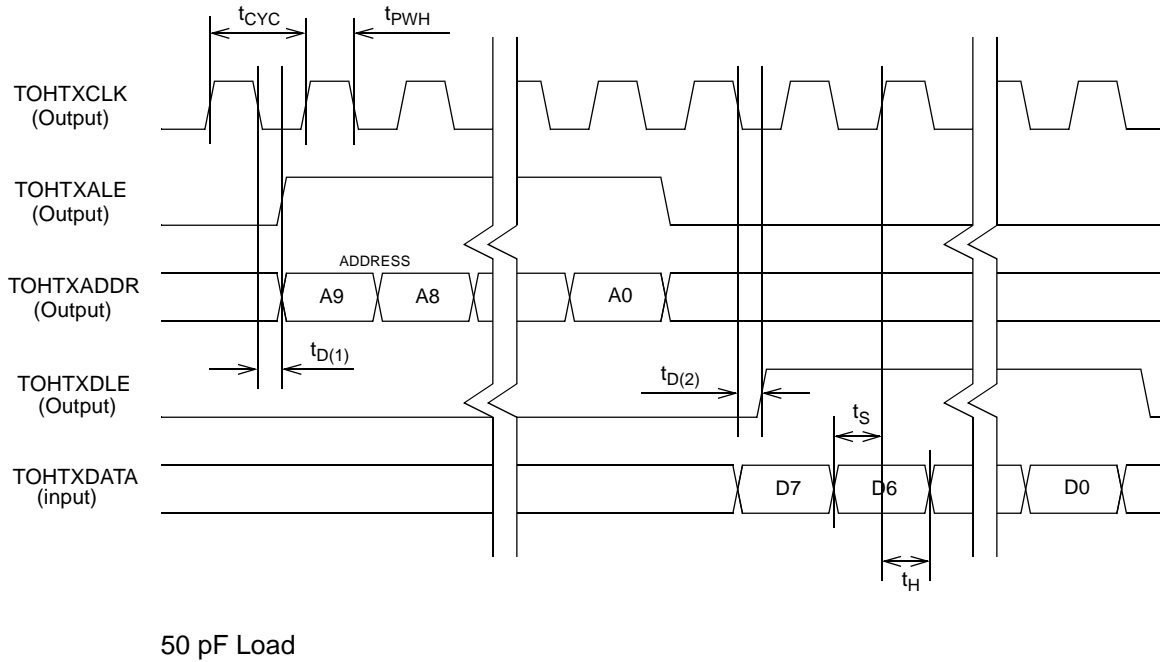 tCYC tPWH
TOHTXCLK
(Output)
TOHTXALE
(Output)
ADDRESS
TOHTXADDR
(Output)
A9 A8 A0
tD(1)
TOHTXDLE
(Output)
tD(2)
tS
TOHTXDATA
(input)
D7 D6 D0
tH
50 pF Load